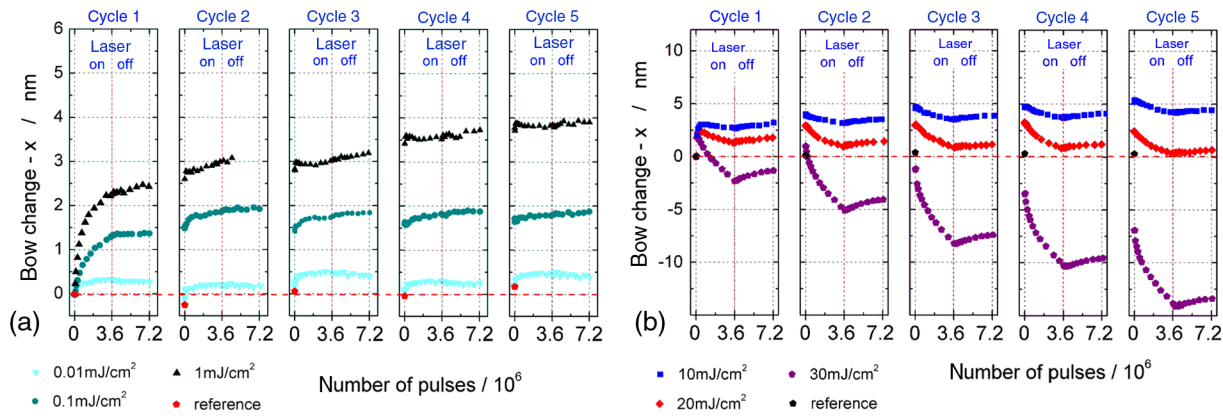 Cycle 1 Cycle 2 Cycle 3 Cycle 4 Cycle 5
Laser on off Laser on off Laser on off Laser on off Laser on off
Bow change - x / nm
6
5
4
3
2
1
0
(a)
0 3.6 7.2 0 3.6 7.2 0 3.6 7.2 0 3.6 7.2 0 3.6 7.2
Number of pulses / 10^6
0.01mJ/cm²
0.1mJ/cm²
1mJ/cm²
reference
Cycle 1 Cycle 2 Cycle 3 Cycle 4 Cycle 5
Laser on off Laser on off Laser on off Laser on off Laser on off
Bow change - x / nm
10
5
0
-5
-10
(b)
0 3.6 7.2 0 3.6 7.2 0 3.6 7.2 0 3.6 7.2 0 3.6 7.2
Number of pulses / 10^6
10mJ/cm²
20mJ/cm²
30mJ/cm²
reference